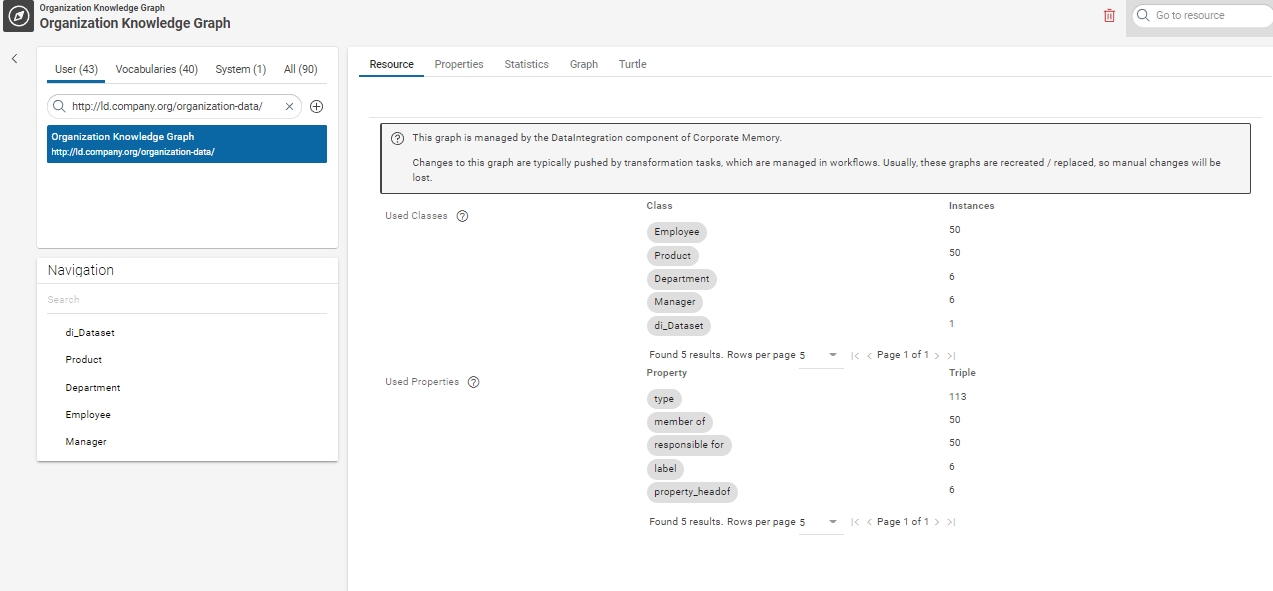 Organization Knowledge Graph
Organization Knowledge Graph
Go to resource
User (43) Vocabularies (40) System (1) All (90)
http://ld.company.org/organization-data/
Organization Knowledge Graph
http://ld.company.org/organization-data/
Navigation
Search
di_Dataset
Product
Department
Employee
Manager
Resource Properties Statistics Graph Turtle
This graph is managed by the DataIntegration component of Corporate Memory.
Changes to this graph are typically pushed by transformation tasks, which are managed in workflows. Usually, these graphs are recreated / replaced, so manual changes will be
lost.
Used Classes
Class Instances
Employee 50
Product 50
Department 6
Manager 6
di_Dataset 1
Found 5 results. Rows per page 5 Page 1 of 1
Used Properties
Property Triple
type 113
member of 50
responsible for 50
label 6
property_headof 6
Found 5 results. Rows per page 5 Page 1 of 1